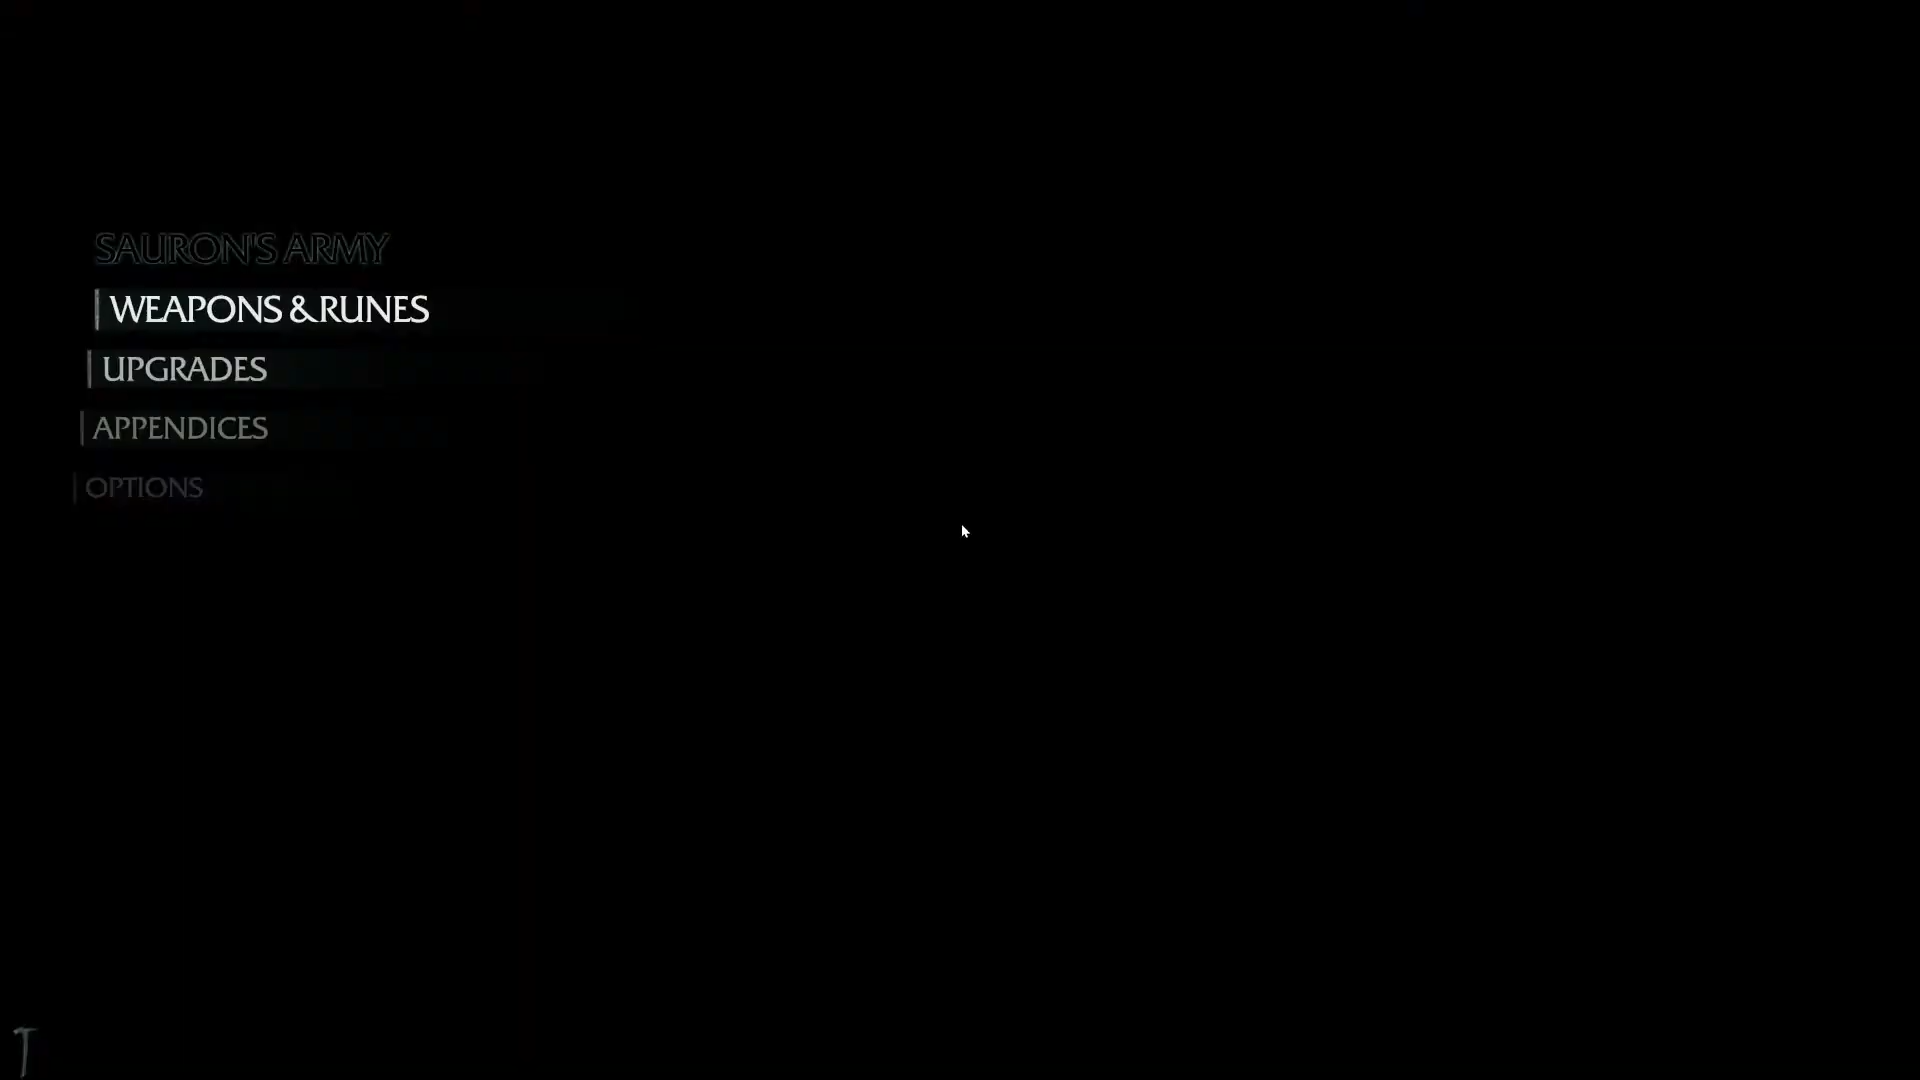 SAURON'S ARMY
WEAPONS & RUNES
UPGRADES
APPENDICES
OPTIONS